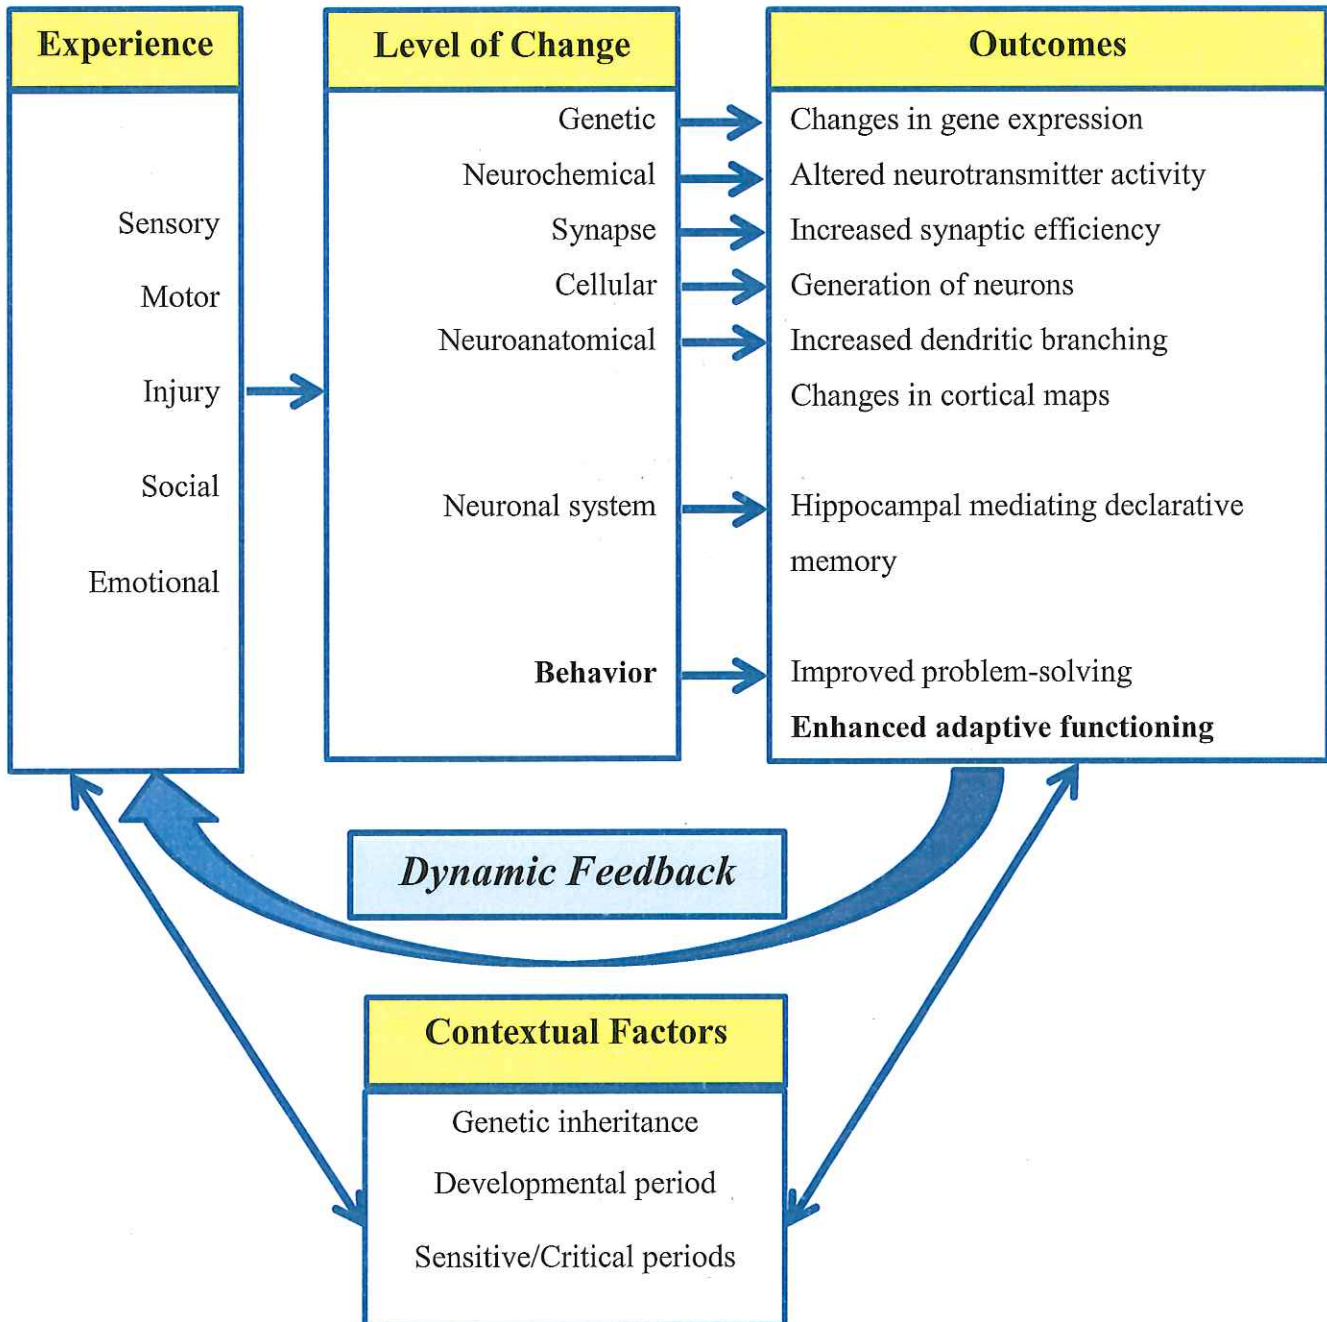 Experience
Sensory
Motor
Injury
Social
Emotional
Level of Change
Genetic
Neurochemical
Synapse
Cellular
Neuroanatomical
Neuronal system
Behavior
Outcomes
Changes in gene expression
Altered neurotransmitter activity
Increased synaptic efficiency
Generation of neurons
Increased dendritic branching
Changes in cortical maps
Hippocampal mediating declarative
memory
Improved problem-solving
Enhanced adaptive functioning
Dynamic Feedback
Contextual Factors
Genetic inheritance
Developmental period
Sensitive/Critical periods